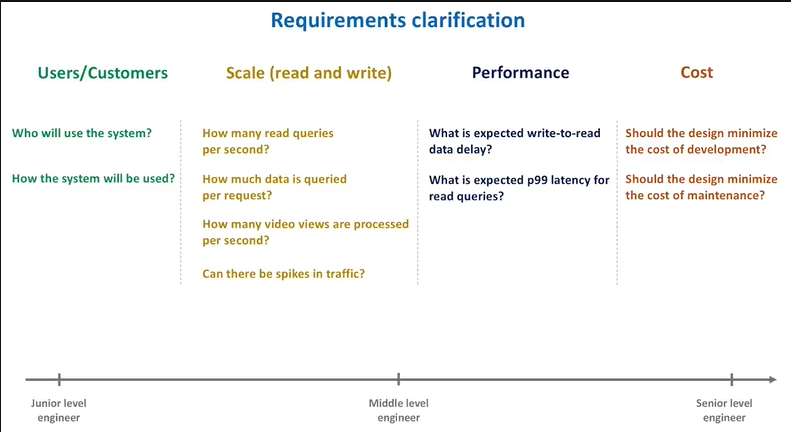 Requirements clarification
Users/Customers
Scale (read and write)
Performance
Cost
Who will use the system?
How the system will be used?
How many read queries
per second?
How much data is queried
per request?
How many video views are processed
per second?
Can there be spikes in traffic?
What is expected write-to-read
data delay?
What is expected p99 latency for
read queries?
Should the design minimize
the cost of development?
Should the design minimize
the cost of maintenance?
Junior level
engineer
Middle level
engineer
Senior level
engineer